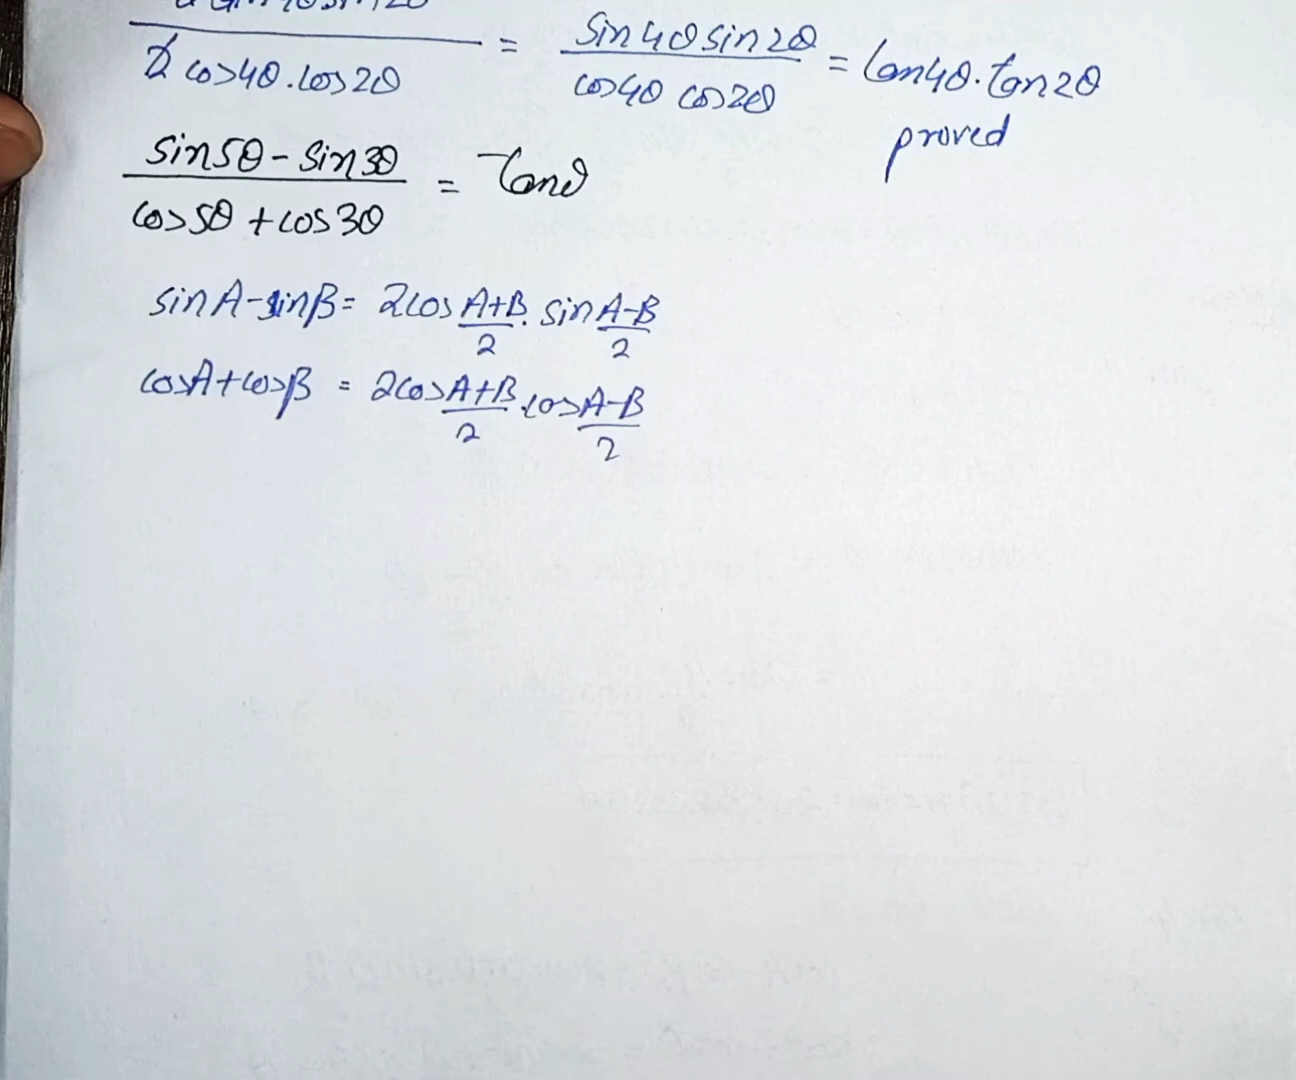 2 cos4θ.cos2θ = sin4θ sin2θ / cos4θ cos2θ = tan4θ.tan2θ
proved
sin5θ - sin3θ / cos5θ + cos3θ = Tanθ
sinA - sinB = 2cos A+B/2 . sin A-B/2
cosA + cosB = 2cos A+B/2 . cos A-B/2